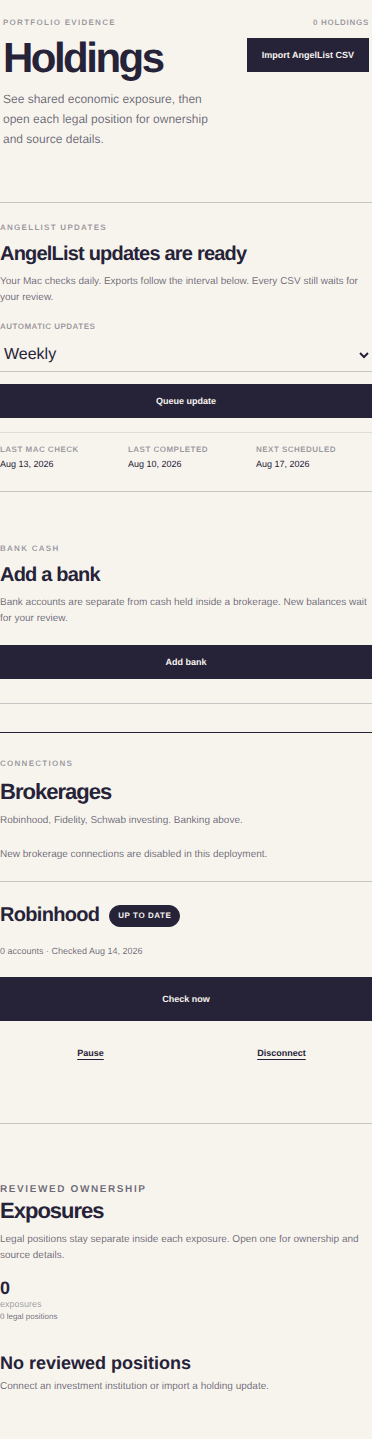 PORTFOLIO EVIDENCE
0 HOLDINGS
Holdings
Import AngelList CSV
See shared economic exposure, then
open each legal position for ownership
and source details.
ANGELLIST UPDATES
AngelList updates are ready
Your Mac checks daily. Exports follow the interval below. Every CSV still waits for
your review.
AUTOMATIC UPDATES
Weekly
Queue update
LAST MAC CHECK
Aug 13, 2026
LAST COMPLETED
Aug 10, 2026
NEXT SCHEDULED
Aug 17, 2026
BANK CASH
Add a bank
Bank accounts are separate from cash held inside a brokerage. New balances wait
for your review.
Add bank
CONNECTIONS
Brokerages
Robinhood, Fidelity, Schwab investing. Banking above.
New brokerage connections are disabled in this deployment.
Robinhood UP TO DATE
0 accounts · Checked Aug 14, 2026
Check now
Pause
Disconnect
REVIEWED OWNERSHIP
Exposures
Legal positions stay separate inside each exposure. Open one for ownership and
source details.
0
exposures
0 legal positions
No reviewed positions
Connect an investment institution or import a holding update.